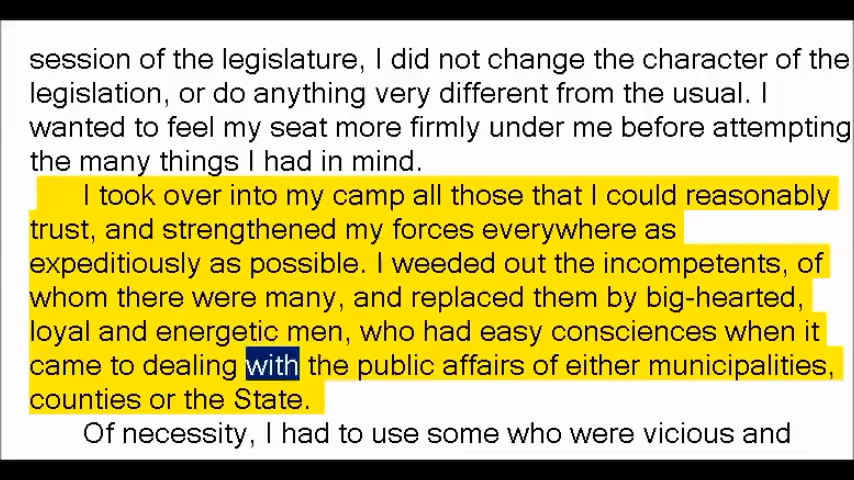 session of the legislature, I did not change the character of the
legislation, or do anything very different from the usual. I
wanted to feel my seat more firmly under me before attempting
the many things I had in mind.
I took over into my camp all those that I could reasonably
trust, and strengthened my forces everywhere as
expeditiously as possible. I weeded out the incompetents, of
whom there were many, and replaced them by big-hearted,
loyal and energetic men, who had easy consciences when it
came to dealing with the public affairs of either municipalities,
counties or the State.
Of necessity, I had to use some who were vicious and